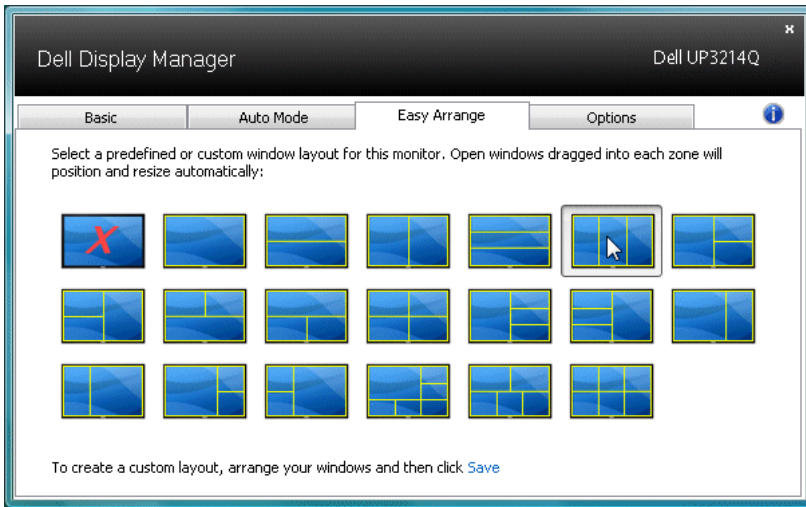 x
Dell Display Manager
Dell UP3214Q
Basic
Auto Mode
Easy Arrange
Options
i
Select a predefined or custom window layout for this monitor. Open windows dragged into each zone will
position and resize automatically:
X
To create a custom layout, arrange your windows and then click Save